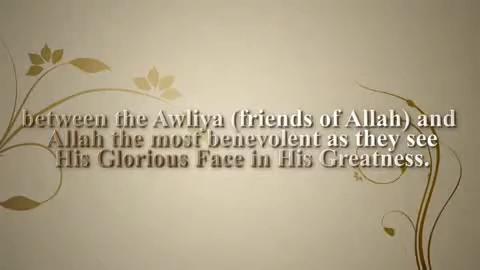 between the Awliya (friends of Allah) and
Allah the most benevolent as they see
His Glorious Face in His Greatness.